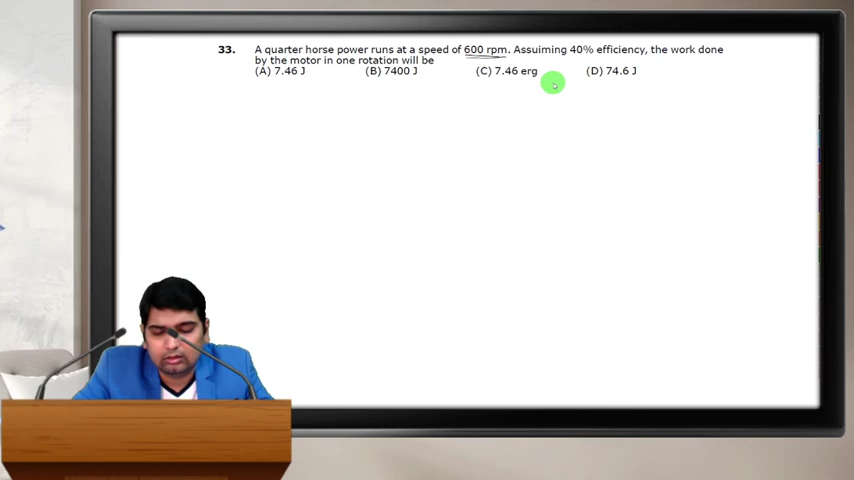 33. A quarter horse power runs at a speed of 600 rpm. Assuiming 40% efficiency, the work done
by the motor in one rotation will be
(A) 7.46 J (B) 7400 J (C) 7.46 erg (D) 74.6 J